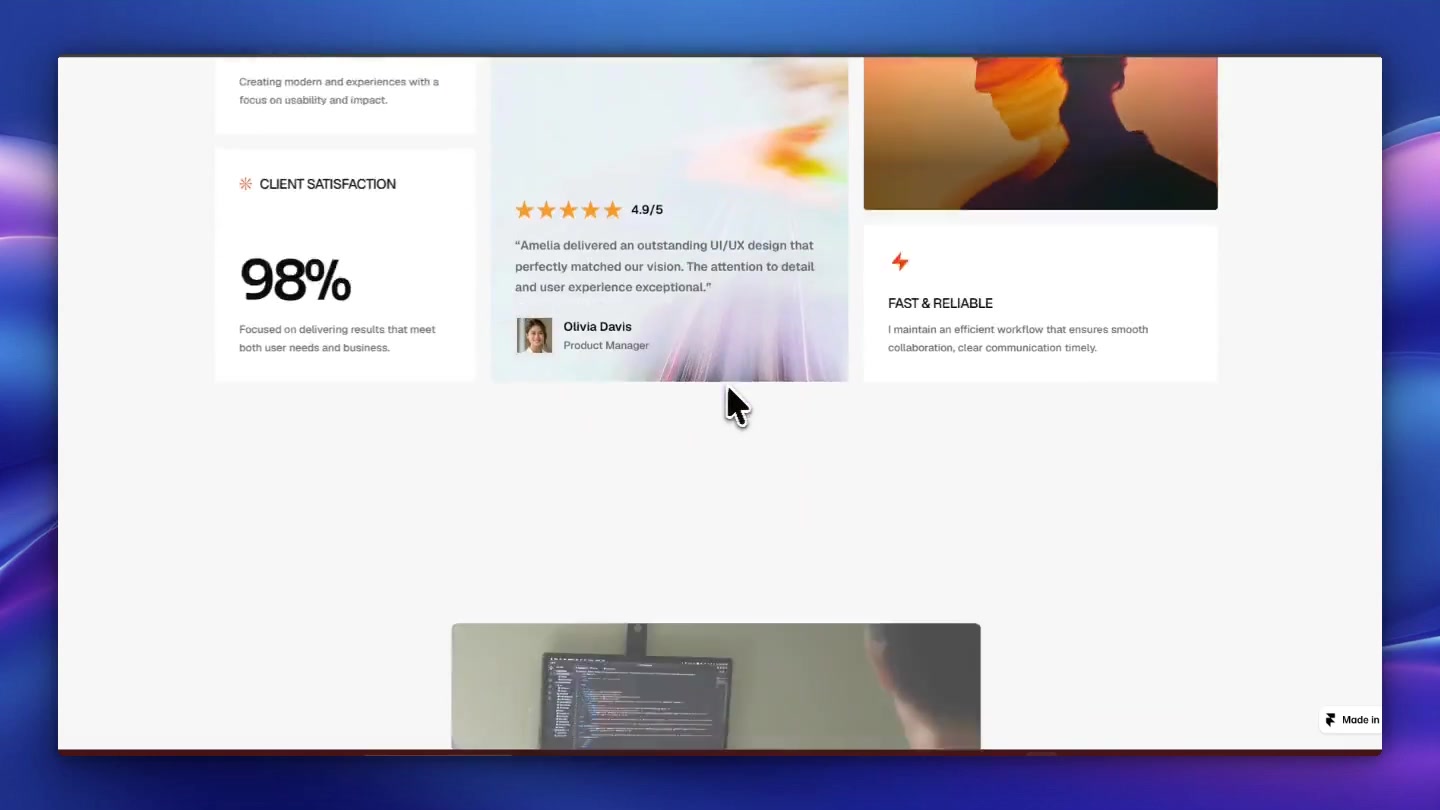 Creating modern and experiences with a
focus on usability and impact.
CLIENT SATISFACTION
98%
Focused on delivering results that meet
both user needs and business.
4.9/5
“Amelia delivered an outstanding UI/UX design that
perfectly matched our vision. The attention to detail
and user experience exceptional.”
Olivia Davis
Product Manager
FAST & RELIABLE
I maintain an efficient workflow that ensures smooth
collaboration, clear communication timely.
Made in